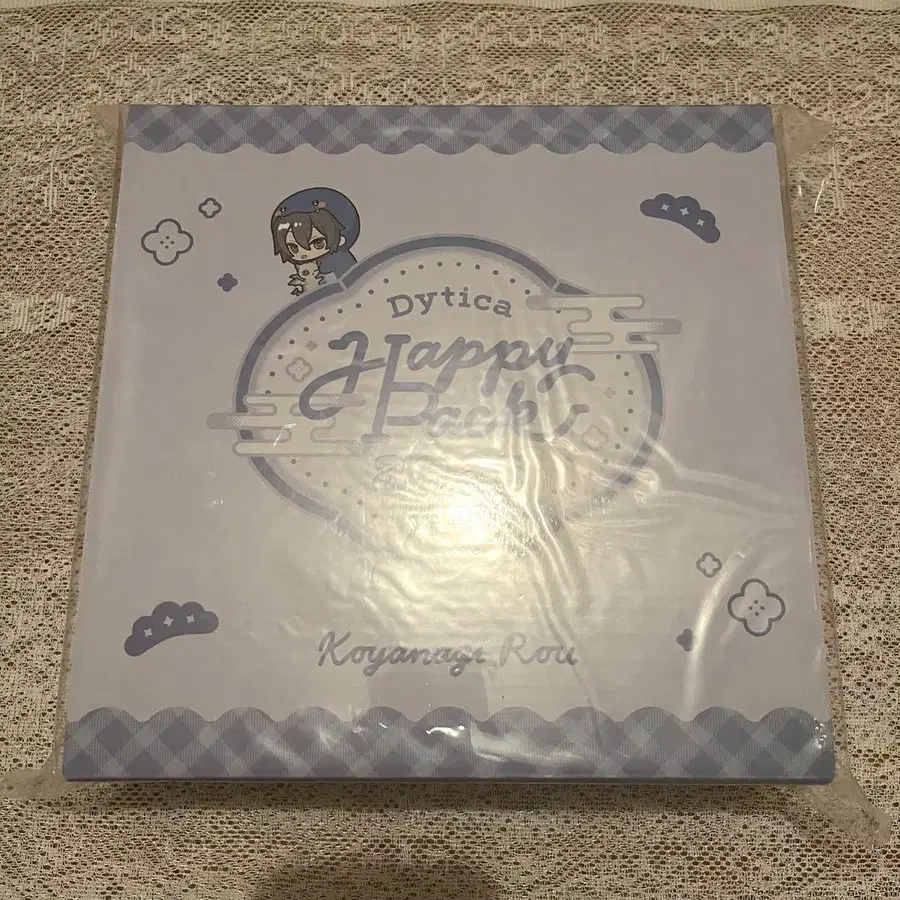 Dytica
Happy
Pack
Koyanagi Rou